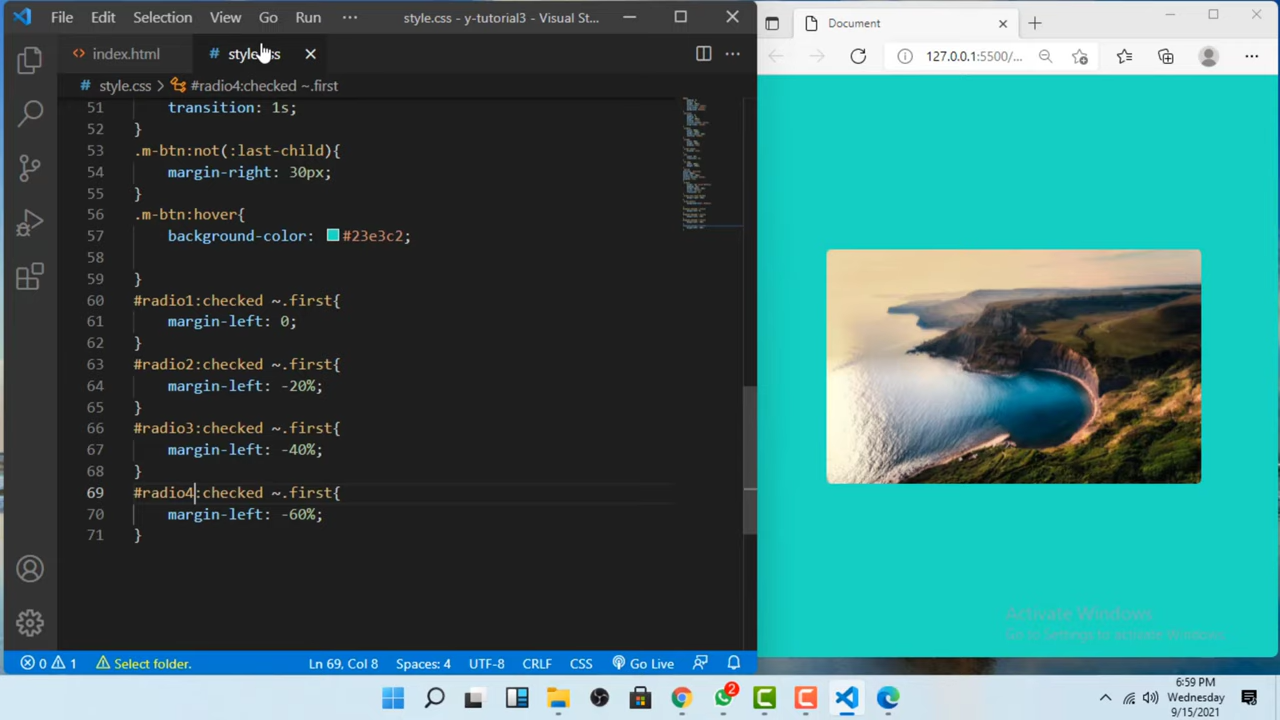 File Edit Selection View Go Run ··· style.css - y-tutorial3 - Visual St...
index.html # style.css
# style.css > #radio4:checked ~.first
51 transition: 1s;
52 }
53 .m-btn:not(:last-child){
54 margin-right: 30px;
55 }
56 .m-btn:hover{
57 background-color: #23e3c2;
58
59 }
60 #radio1:checked ~.first{
61 margin-left: 0;
62 }
63 #radio2:checked ~.first{
64 margin-left: -20%;
65 }
66 #radio3:checked ~.first{
67 margin-left: -40%;
68 }
69 #radio4:checked ~.first{
70 margin-left: -60%;
71 }
0 1 Select folder. Ln 69, Col 8 Spaces: 4 UTF-8 CRLF CSS Go Live
Document
127.0.0.1:5500/...
Activate Windows
Go to Settings to activate Windows.
2
6:59 PM
Wednesday
9/15/2021